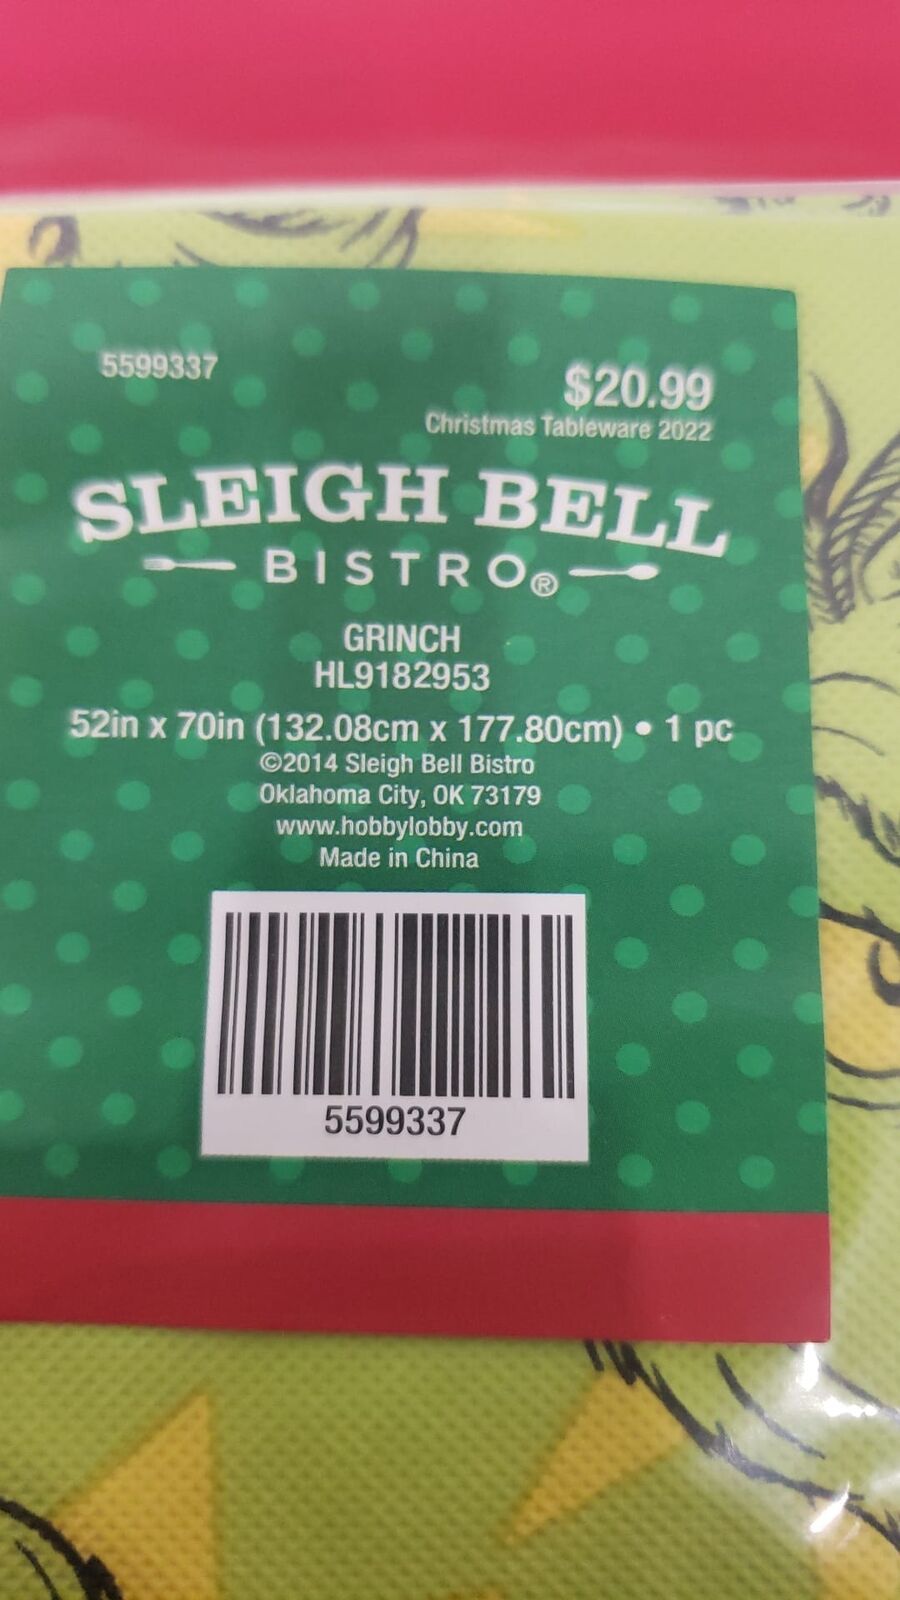 5599337
$20.99
Christmas Tableware 2022
SLEIGH BELL
BISTRO®
GRINCH
HL9182953
52in x 70in (132.08cm x 177.80cm) • 1 pc
©2014 Sleigh Bell Bistro
Oklahoma City, OK 73179
www.hobbylobby.com
Made in China
5599337